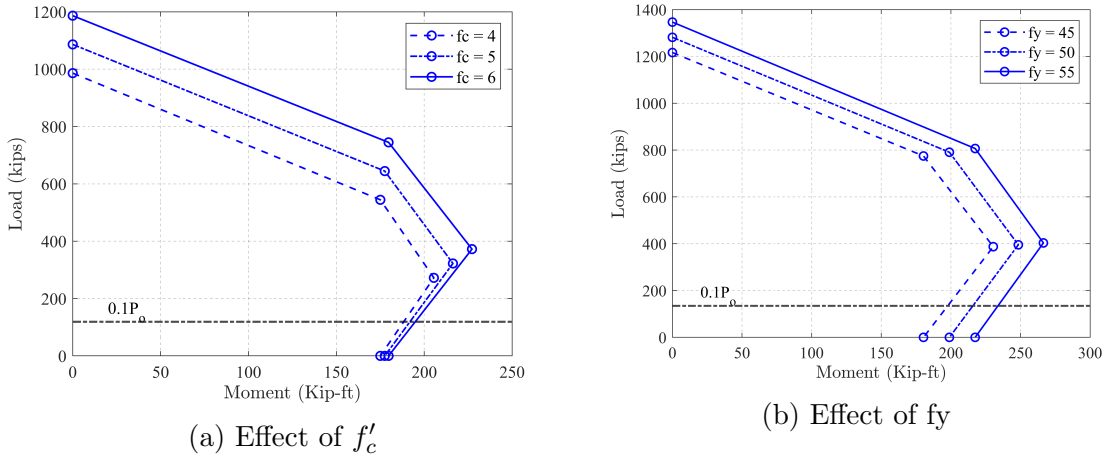 1200
1000
800
600
400
200
0
Load (kips)
fc = 4
fc = 5
fc = 6
0.1Po
0
50
100
150
200
250
Moment (Kip-ft)
(a) Effect of f′c
1400
1200
1000
800
600
400
200
0
Load (kips)
fy = 45
fy = 50
fy = 55
0.1Po
0
50
100
150
200
250
300
Moment (Kip-ft)
(b) Effect of fy